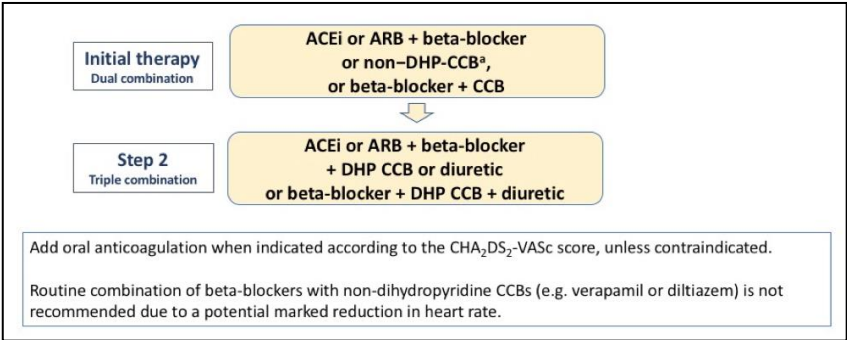 Initial therapy
Dual combination
ACEi or ARB + beta-blocker
or non–DHP-CCBᵃ,
or beta-blocker + CCB
Step 2
Triple combination
ACEi or ARB + beta-blocker
+ DHP CCB or diuretic
or beta-blocker + DHP CCB + diuretic
Add oral anticoagulation when indicated according to the CHA₂DS₂-VASc score, unless contraindicated.
Routine combination of beta-blockers with non-dihydropyridine CCBs (e.g. verapamil or diltiazem) is not
recommended due to a potential marked reduction in heart rate.